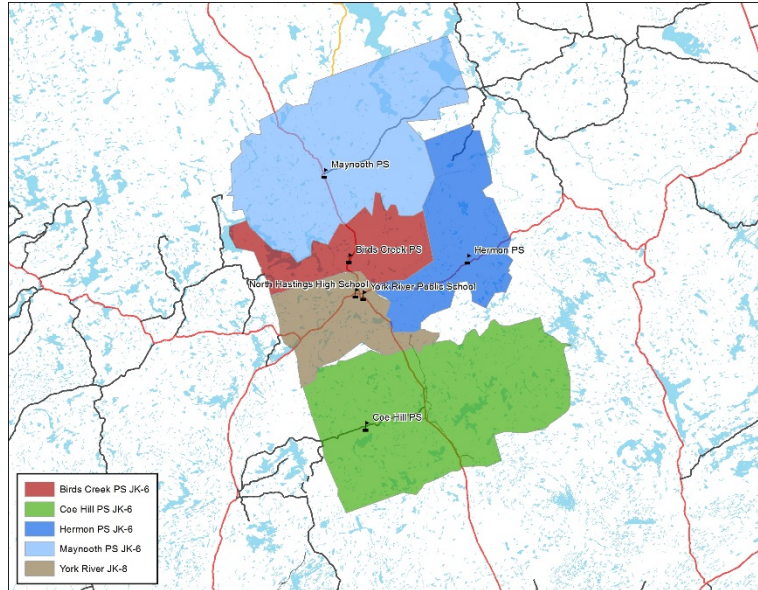 Maynooth PS
Birds Creek PS
Hermon PS
North Hastings High School
York River Public School
Coe Hill PS
Birds Creek PS JK-6
Coe Hill PS JK-6
Hermon PS JK-6
Maynooth PS JK-6
York River JK-8